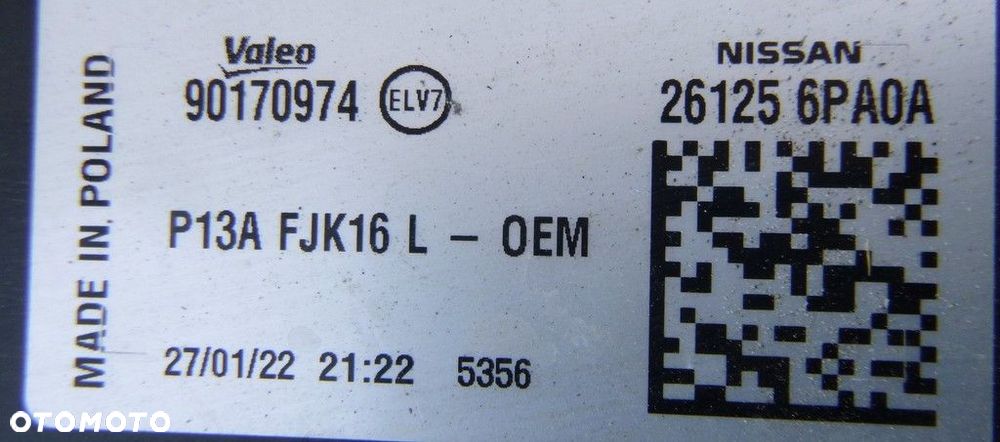 MADE IN POLAND
Valeo
90170974 ELV7
NISSAN
26125 6PA0A
P13A FJK16 L – OEM
27/01/22 21:22 5356
OTOMOTO